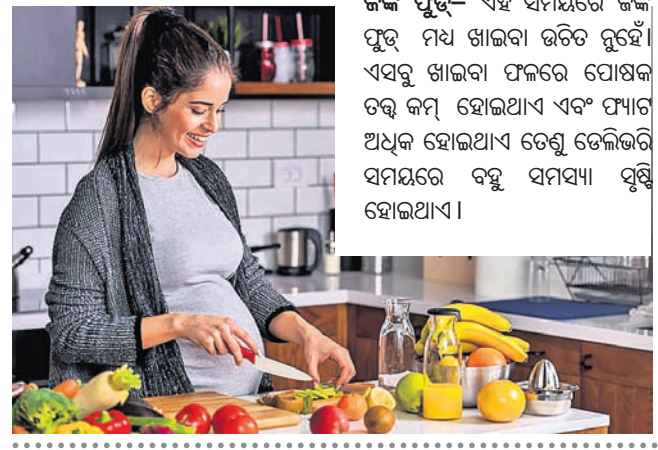 ଜଙ୍କ ଫୁଡ୍– ଏହି ସମୟରେ ଜଙ୍କ
ଫୁଡ୍ ମଧ୍ୟ ଖାଇବା ଉଚିତ ନୁହେଁ।
ଏସବୁ ଖାଇବା ଫଳରେ ପୋଷକ
ତତ୍ତ୍ୱ କମ୍ ହୋଇଥାଏ ଏବଂ ଫ୍ୟାଟ
ଅଧିକ ହୋଇଥାଏ ତେଣୁ ଡେଲିଭରି
ସମୟରେ ବହୁ ସମସ୍ୟା ସୃଷ୍ଟି
ହୋଇଥାଏ ।